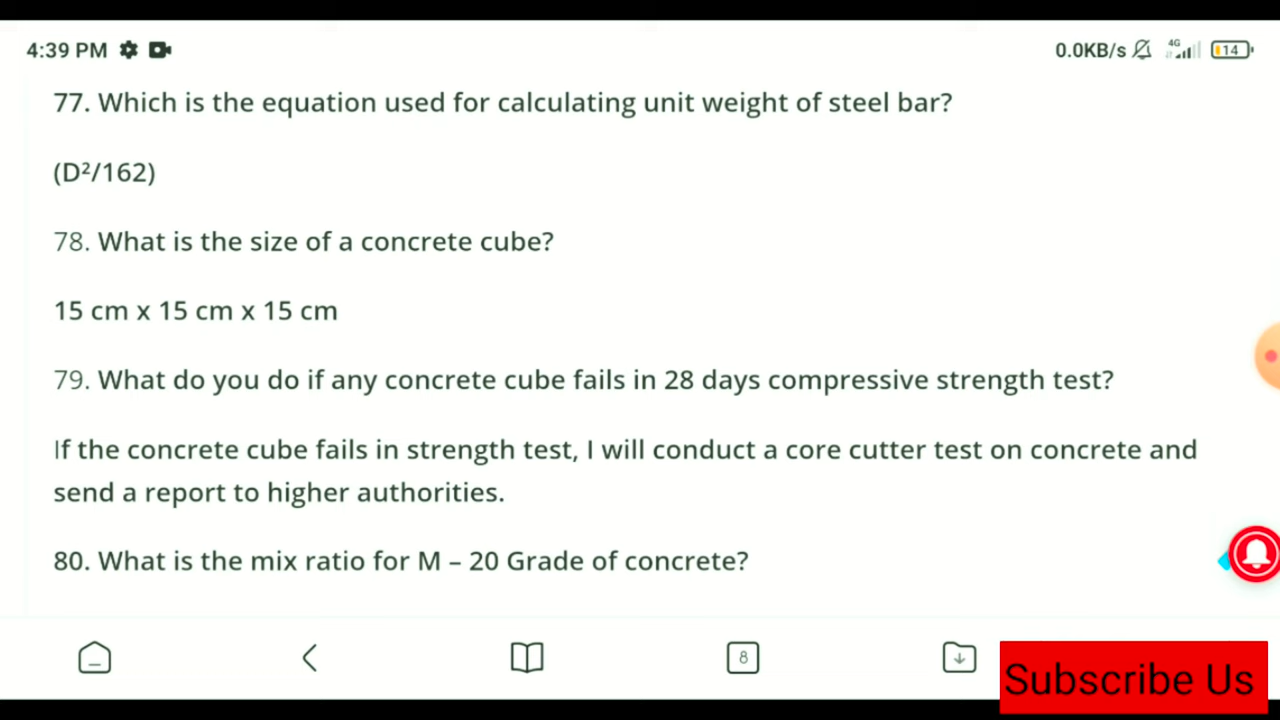 4:39 PM
0.0KB/s 4G 14
77. Which is the equation used for calculating unit weight of steel bar?
(D²/162)
78. What is the size of a concrete cube?
15 cm x 15 cm x 15 cm
79. What do you do if any concrete cube fails in 28 days compressive strength test?
If the concrete cube fails in strength test, I will conduct a core cutter test on concrete and
send a report to higher authorities.
80. What is the mix ratio for M – 20 Grade of concrete?
8
Subscribe Us